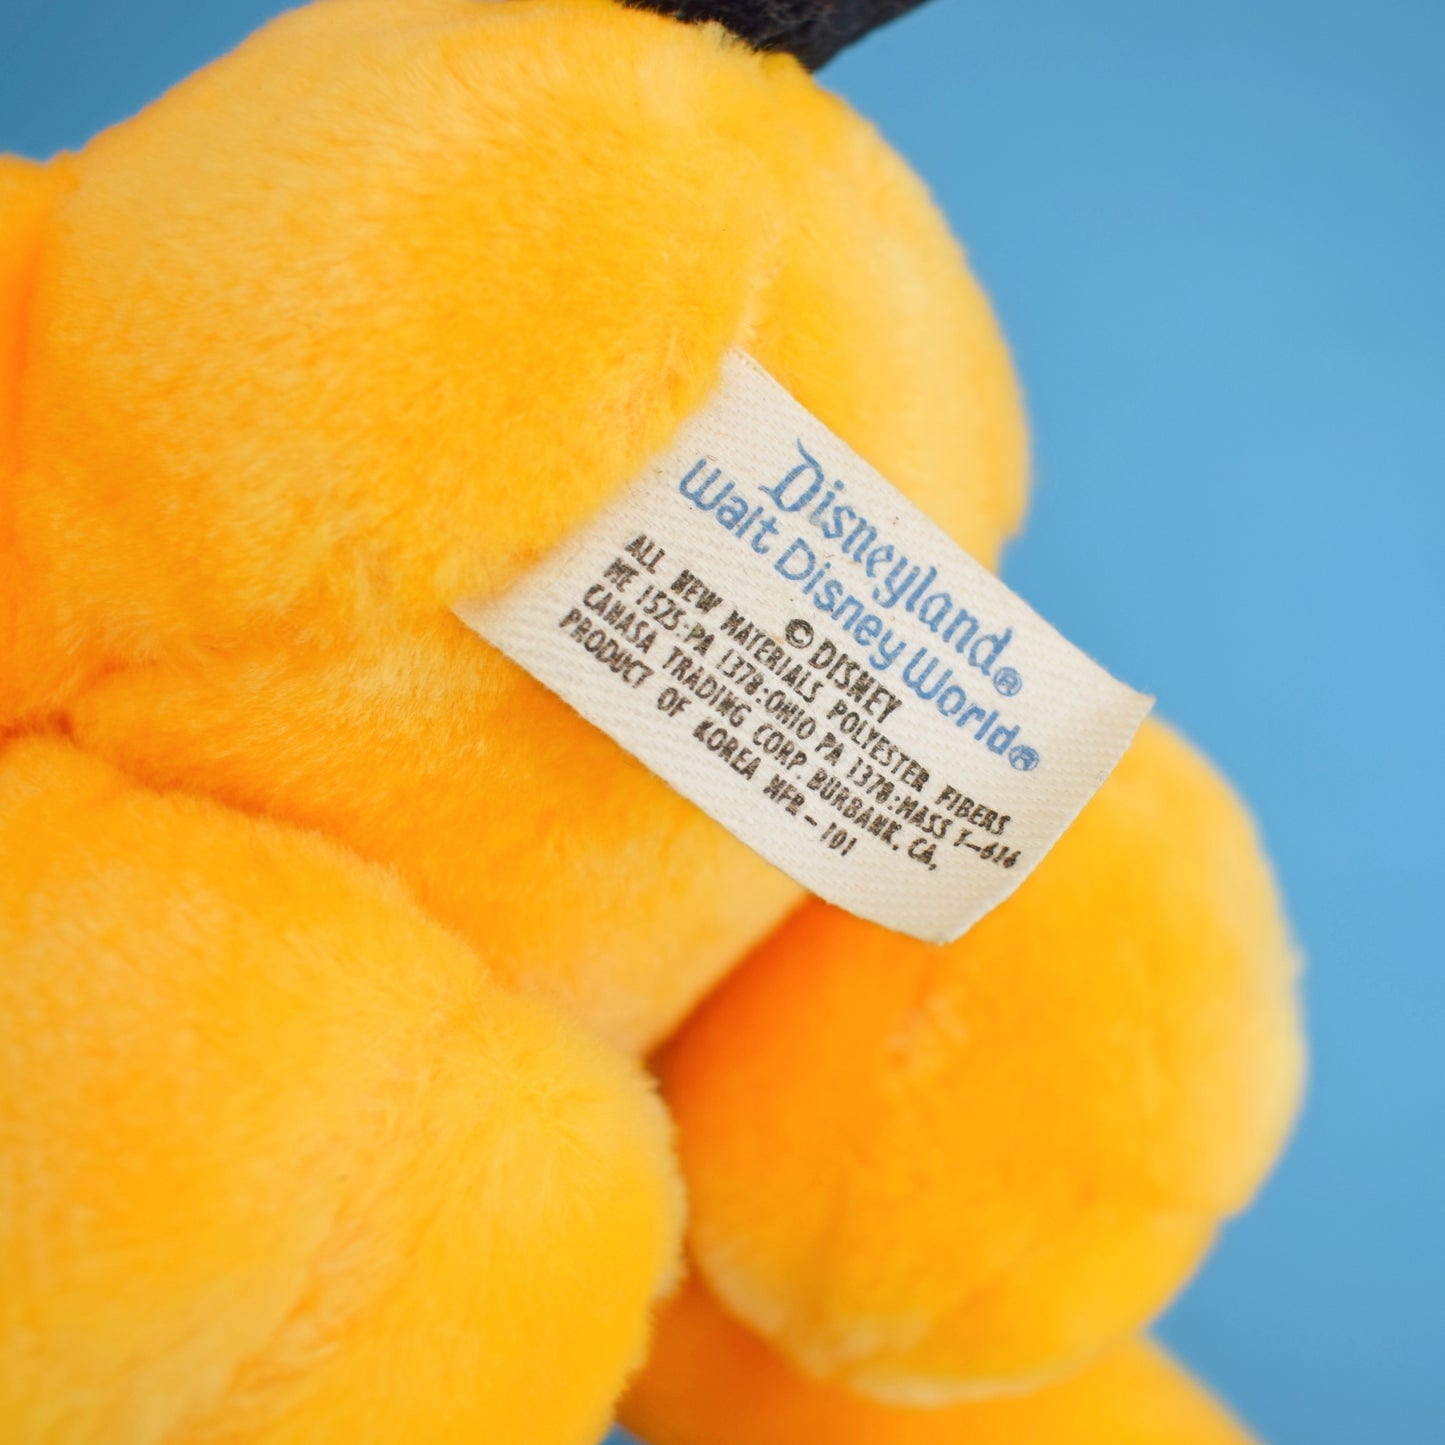 Disneyland®
Walt Disney World®
© DISNEY
ALL NEW MATERIALS POLYESTER FIBERS
ME 1525:PA 1378:OHIO PA 1378:MASS T-616
CANASA TRADING CORP. BURBANK. CA,
PRODUCT OF KOREA NFR-101